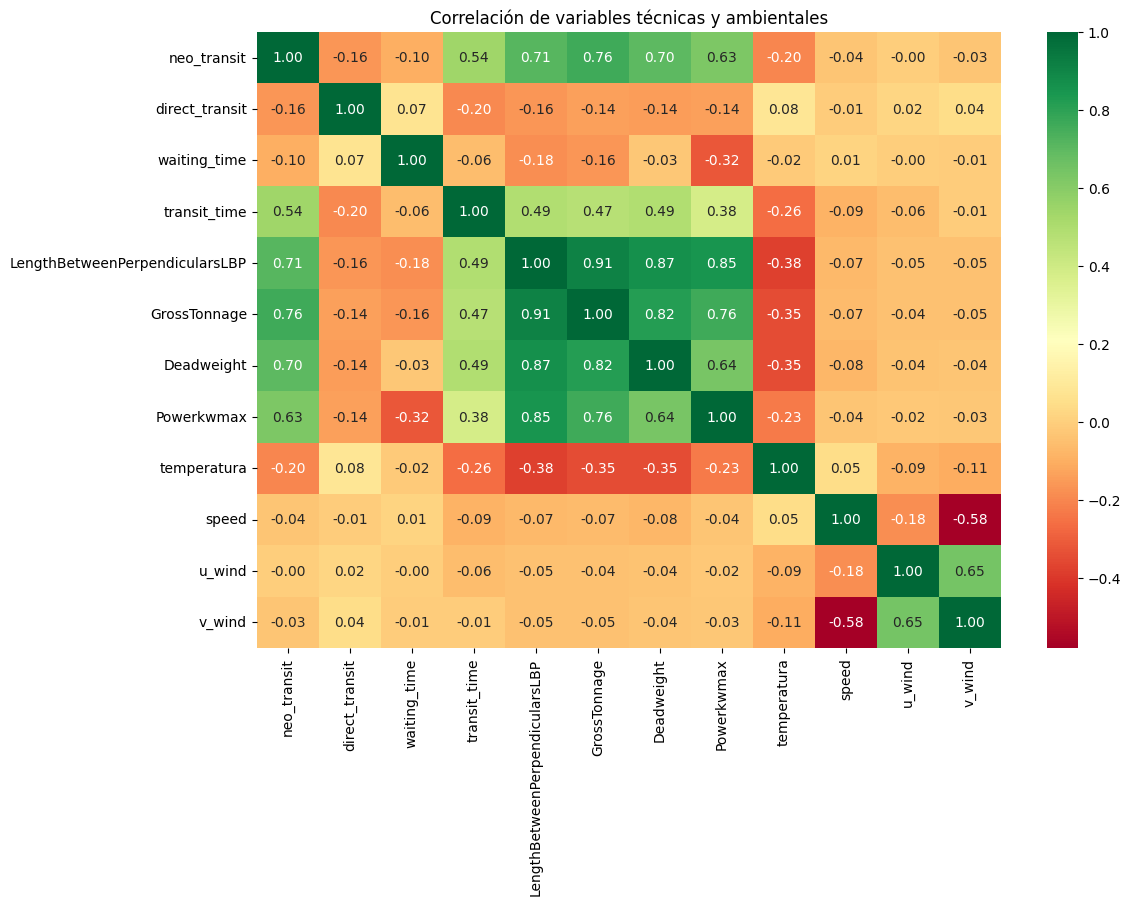 Correlación de variables técnicas y ambientales
neo_transit 1.00 -0.16 -0.10 0.54 0.71 0.76 0.70 0.63 -0.20 -0.04 -0.00 -0.03
direct_transit -0.16 1.00 0.07 -0.20 -0.16 -0.14 -0.14 -0.14 0.08 -0.01 0.02 0.04
waiting_time -0.10 0.07 1.00 -0.06 -0.18 -0.16 -0.03 -0.32 -0.02 0.01 -0.00 -0.01
transit_time 0.54 -0.20 -0.06 1.00 0.49 0.47 0.49 0.38 -0.26 -0.09 -0.06 -0.01
LengthBetweenPerpendicularsLBP 0.71 -0.16 -0.18 0.49 1.00 0.91 0.87 0.85 -0.38 -0.07 -0.05 -0.05
GrossTonnage 0.76 -0.14 -0.16 0.47 0.91 1.00 0.82 0.76 -0.35 -0.07 -0.04 -0.05
Deadweight 0.70 -0.14 -0.03 0.49 0.87 0.82 1.00 0.64 -0.35 -0.08 -0.04 -0.04
Powerkwmax 0.63 -0.14 -0.32 0.38 0.85 0.76 0.64 1.00 -0.23 -0.04 -0.02 -0.03
temperatura -0.20 0.08 -0.02 -0.26 -0.38 -0.35 -0.35 -0.23 1.00 0.05 -0.09 -0.11
speed -0.04 -0.01 0.01 -0.09 -0.07 -0.07 -0.08 -0.04 0.05 1.00 -0.18 -0.58
u_wind -0.00 0.02 -0.00 -0.06 -0.05 -0.04 -0.04 -0.02 -0.09 -0.18 1.00 0.65
v_wind -0.03 0.04 -0.01 -0.01 -0.05 -0.05 -0.04 -0.03 -0.11 -0.58 0.65 1.00
neo_transit
direct_transit
waiting_time
transit_time
LengthBetweenPerpendicularsLBP
GrossTonnage
Deadweight
Powerkwmax
temperatura
speed
u_wind
v_wind
1.0
0.8
0.6
0.4
0.2
0.0
−0.2
−0.4